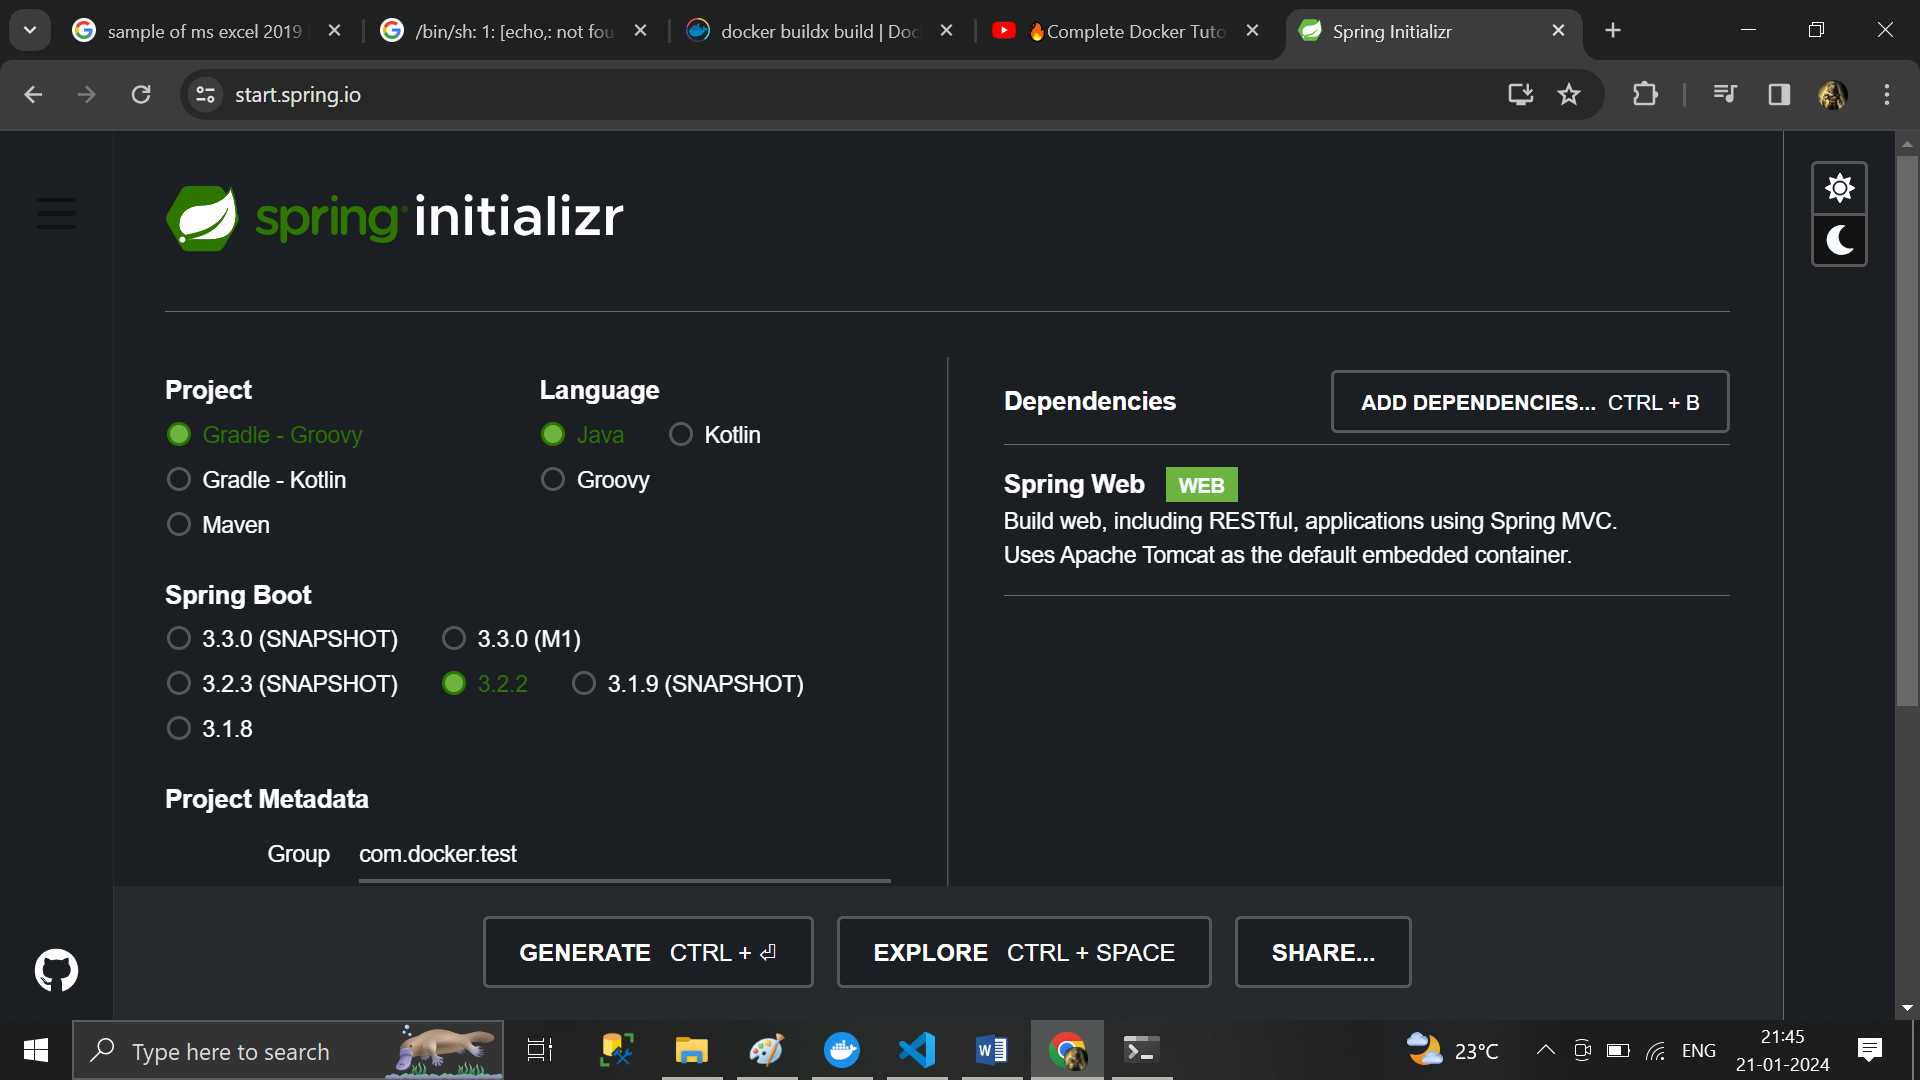 sample of ms excel 2019
/bin/sh: 1: [echo,: not fou
docker buildx build | Doc
Complete Docker Tuto
Spring Initializr
start.spring.io
spring initializr
Project
Gradle - Groovy
Gradle - Kotlin
Maven
Language
Java
Kotlin
Groovy
Spring Boot
3.3.0 (SNAPSHOT)
3.3.0 (M1)
3.2.3 (SNAPSHOT)
3.2.2
3.1.9 (SNAPSHOT)
3.1.8
Project Metadata
Group com.docker.test
Dependencies
ADD DEPENDENCIES... CTRL + B
Spring Web WEB
Build web, including RESTful, applications using Spring MVC.
Uses Apache Tomcat as the default embedded container.
GENERATE CTRL + ⏎
EXPLORE CTRL + SPACE
SHARE...
Type here to search
23°C
ENG
21:45
21-01-2024